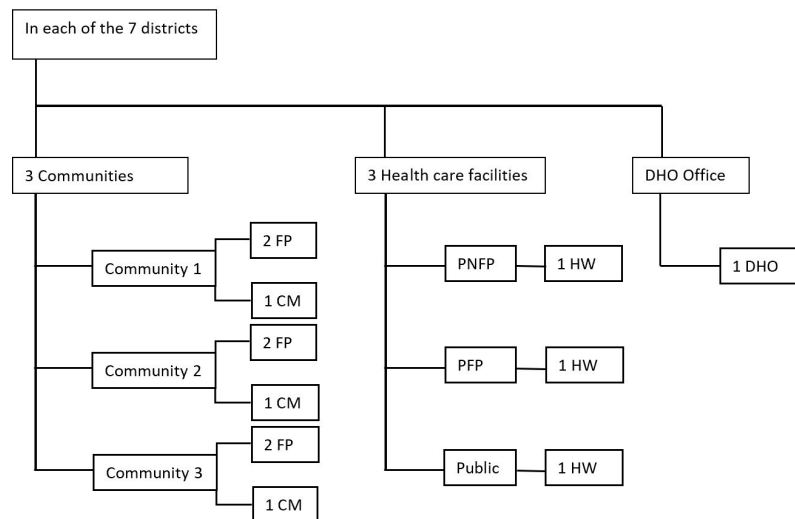 In each of the 7 districts
3 Communities
3 Health care facilities
DHO Office
Community 1
2 FP
1 CM
Community 2
2 FP
1 CM
Community 3
2 FP
1 CM
PNFP
1 HW
PFP
1 HW
Public
1 HW
1 DHO